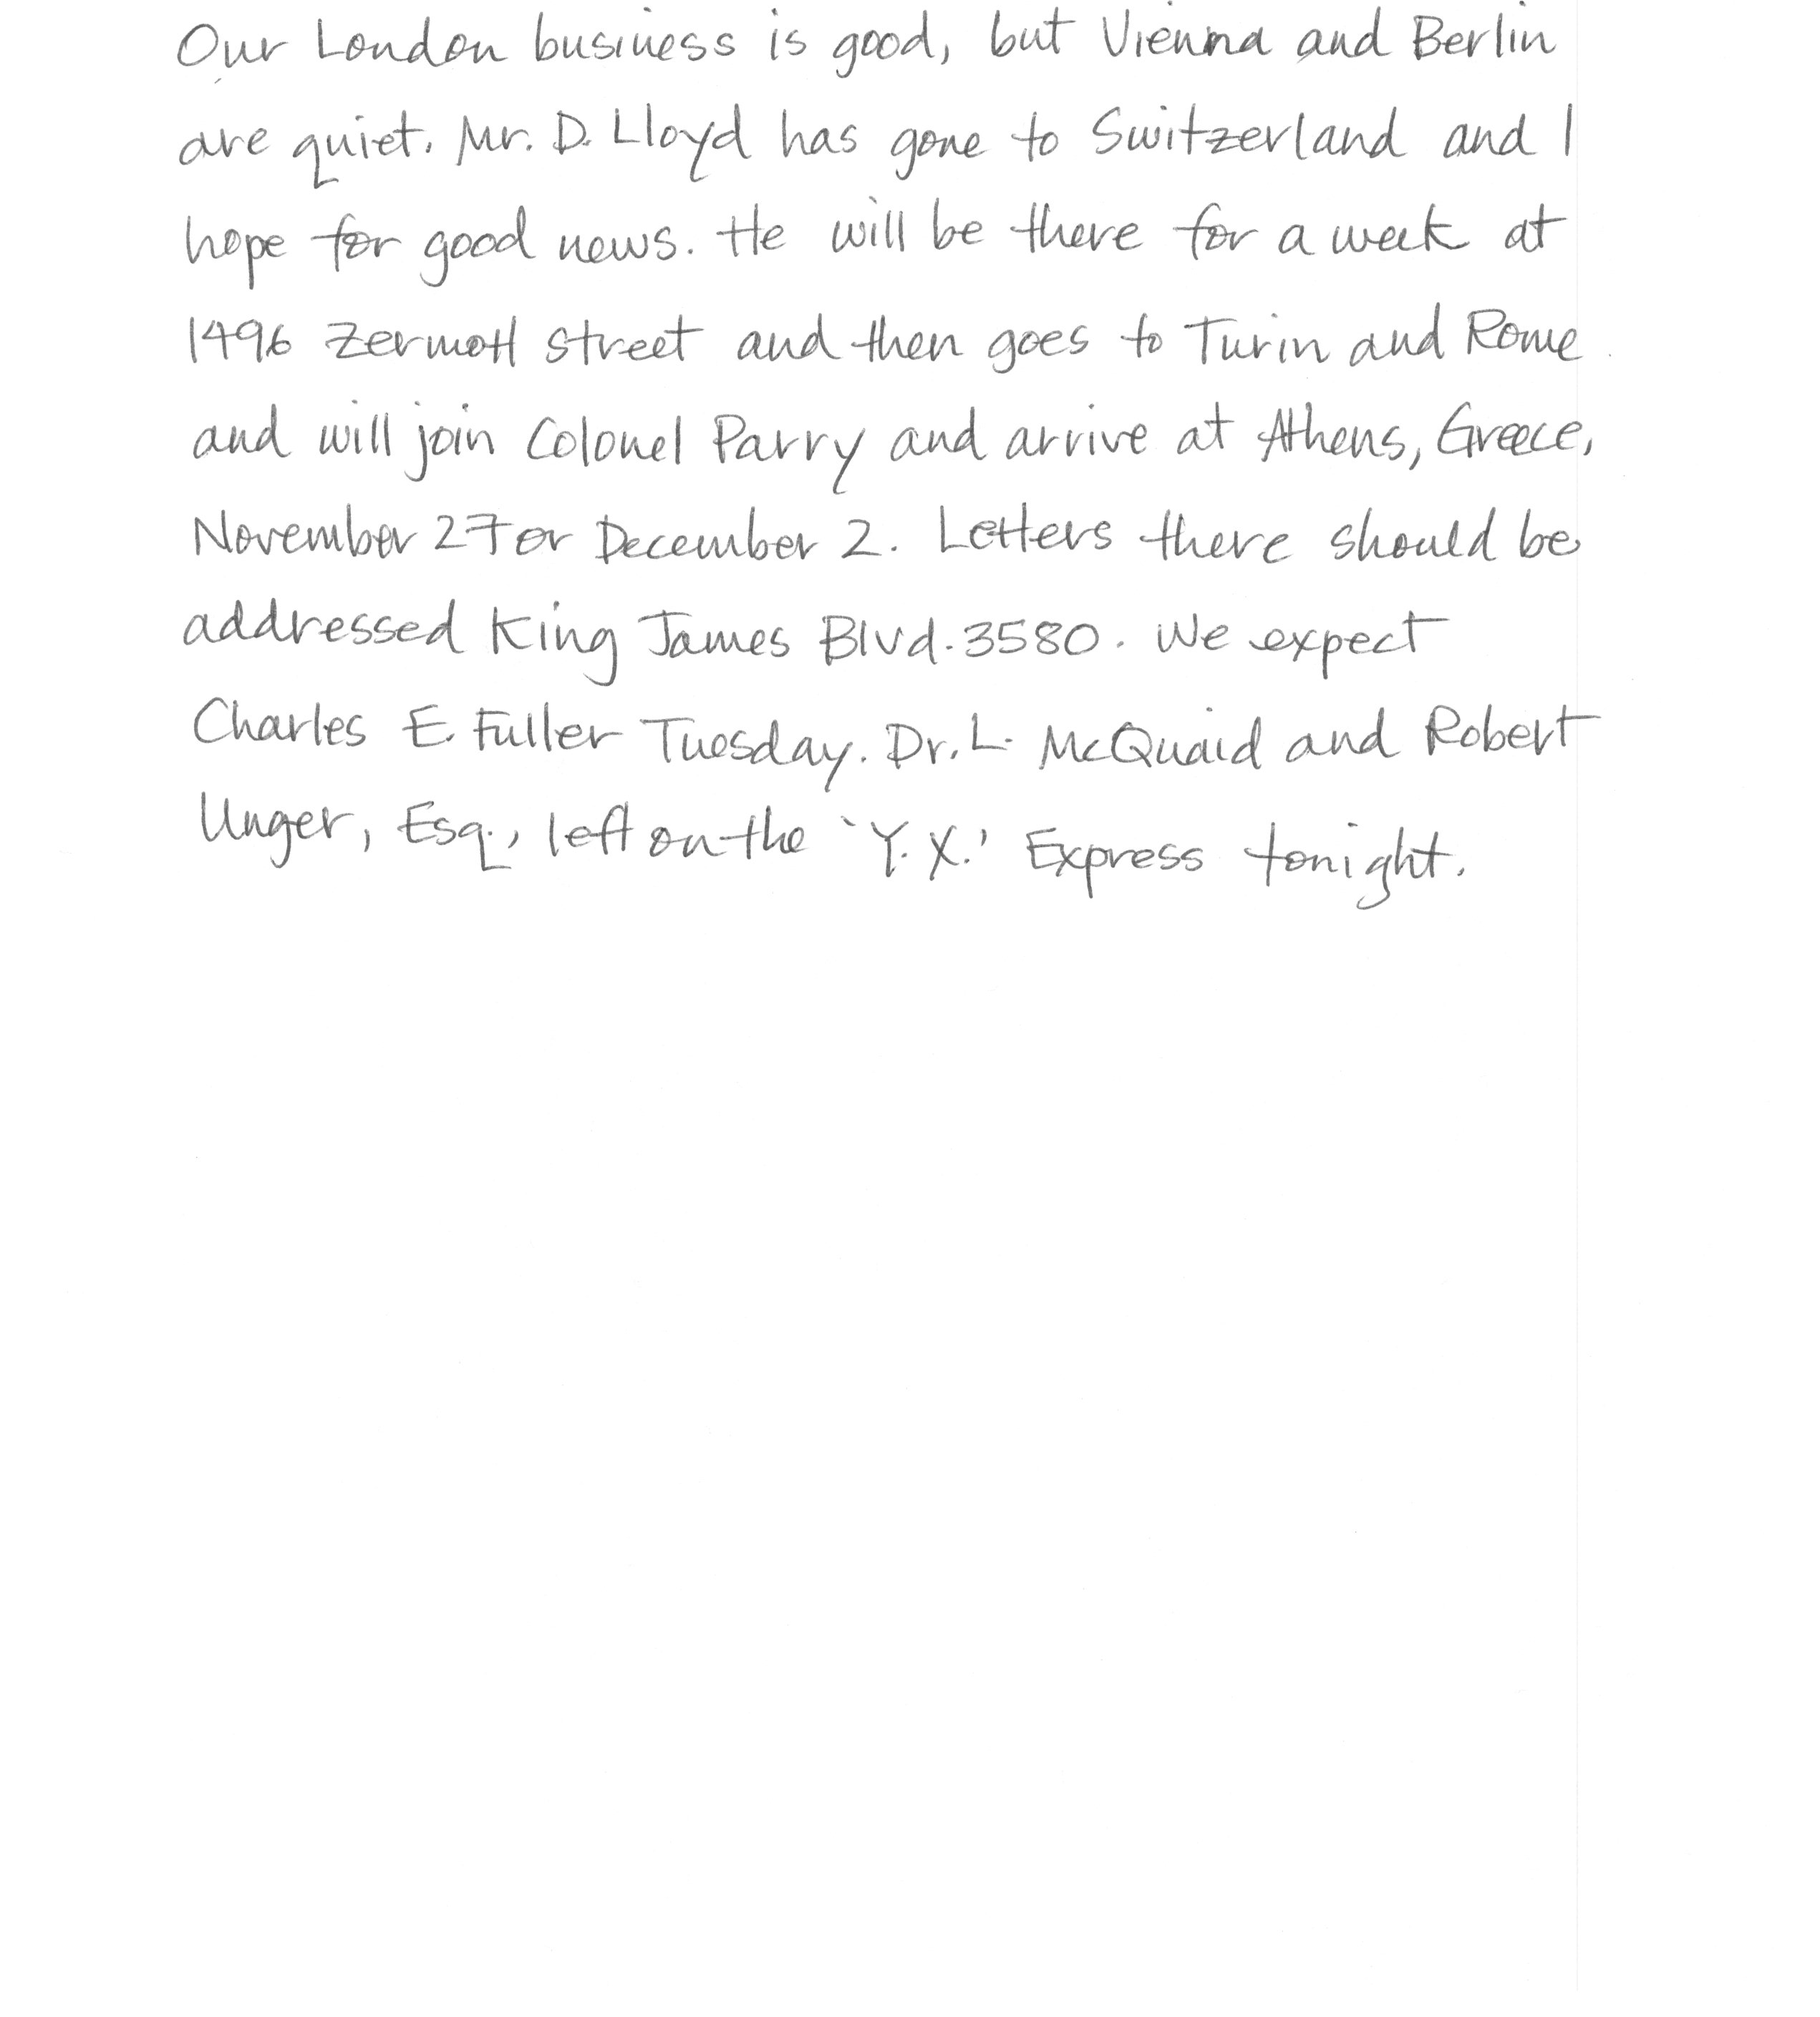 Our London business is good, but Vienna and Berlin
are quiet. Mr. D. Lloyd has gone to Switzerland and I
hope for good news. He will be there for a week at
1496 Zermott street and then goes to Turin and Rome
and will join Colonel Parry and arrive at Athens, Greece,
November 27 or December 2. Letters there should be
addressed King James Blvd. 3580. We expect
Charles E. Fuller Tuesday. Dr. L. McQuaid and Robert
Unger, Esq., left on the 'Y. X.' Express tonight.